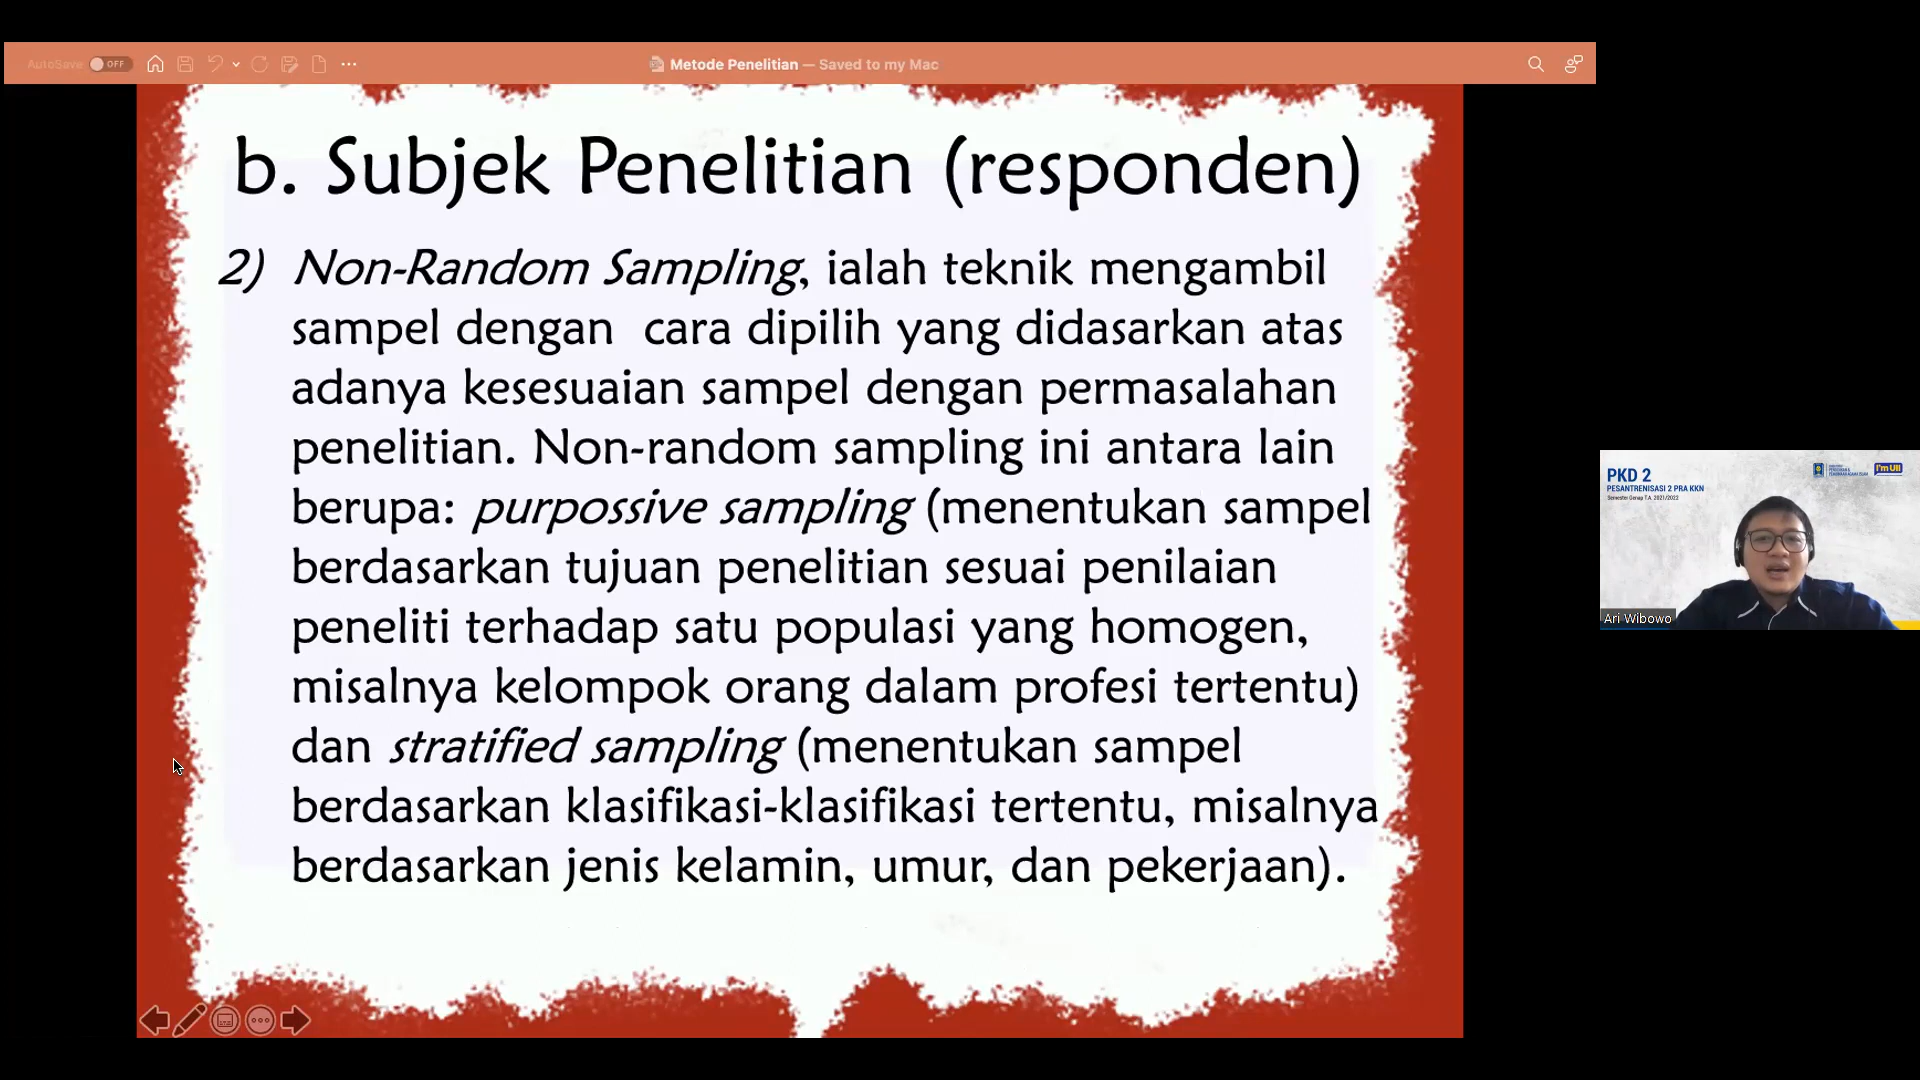 AutoSave OFF
Metode Penelitian — Saved to my Mac
b. Subjek Penelitian (responden)
2) Non-Random Sampling, ialah teknik mengambil
sampel dengan cara dipilih yang didasarkan atas
adanya kesesuaian sampel dengan permasalahan
penelitian. Non-random sampling ini antara lain
berupa: purpossive sampling (menentukan sampel
berdasarkan tujuan penelitian sesuai penilaian
peneliti terhadap satu populasi yang homogen,
misalnya kelompok orang dalam profesi tertentu)
dan stratified sampling (menentukan sampel
berdasarkan klasifikasi-klasifikasi tertentu, misalnya
berdasarkan jenis kelamin, umur, dan pekerjaan).
PKD 2
PESANTRENISASI 2 PRA KKN
Semester Genap T.A. 2021/2022
I'm UII
Ari Wibowo